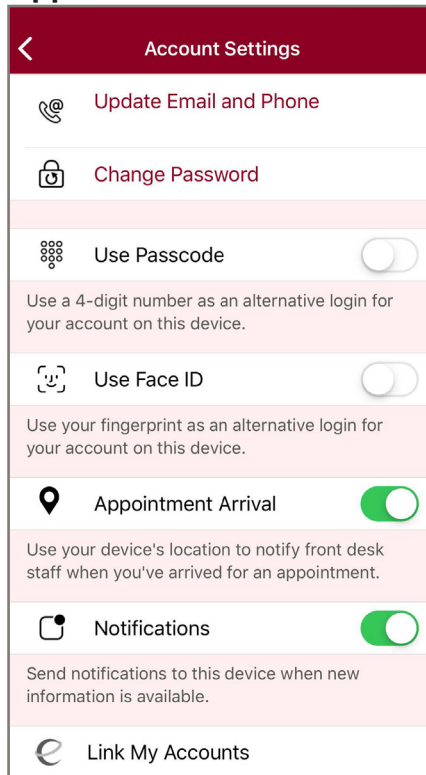 Account Settings
Update Email and Phone
Change Password
Use Passcode
Use a 4-digit number as an alternative login for
your account on this device.
Use Face ID
Use your fingerprint as an alternative login for
your account on this device.
Appointment Arrival
Use your device's location to notify front desk
staff when you've arrived for an appointment.
Notifications
Send notifications to this device when new
information is available.
Link My Accounts